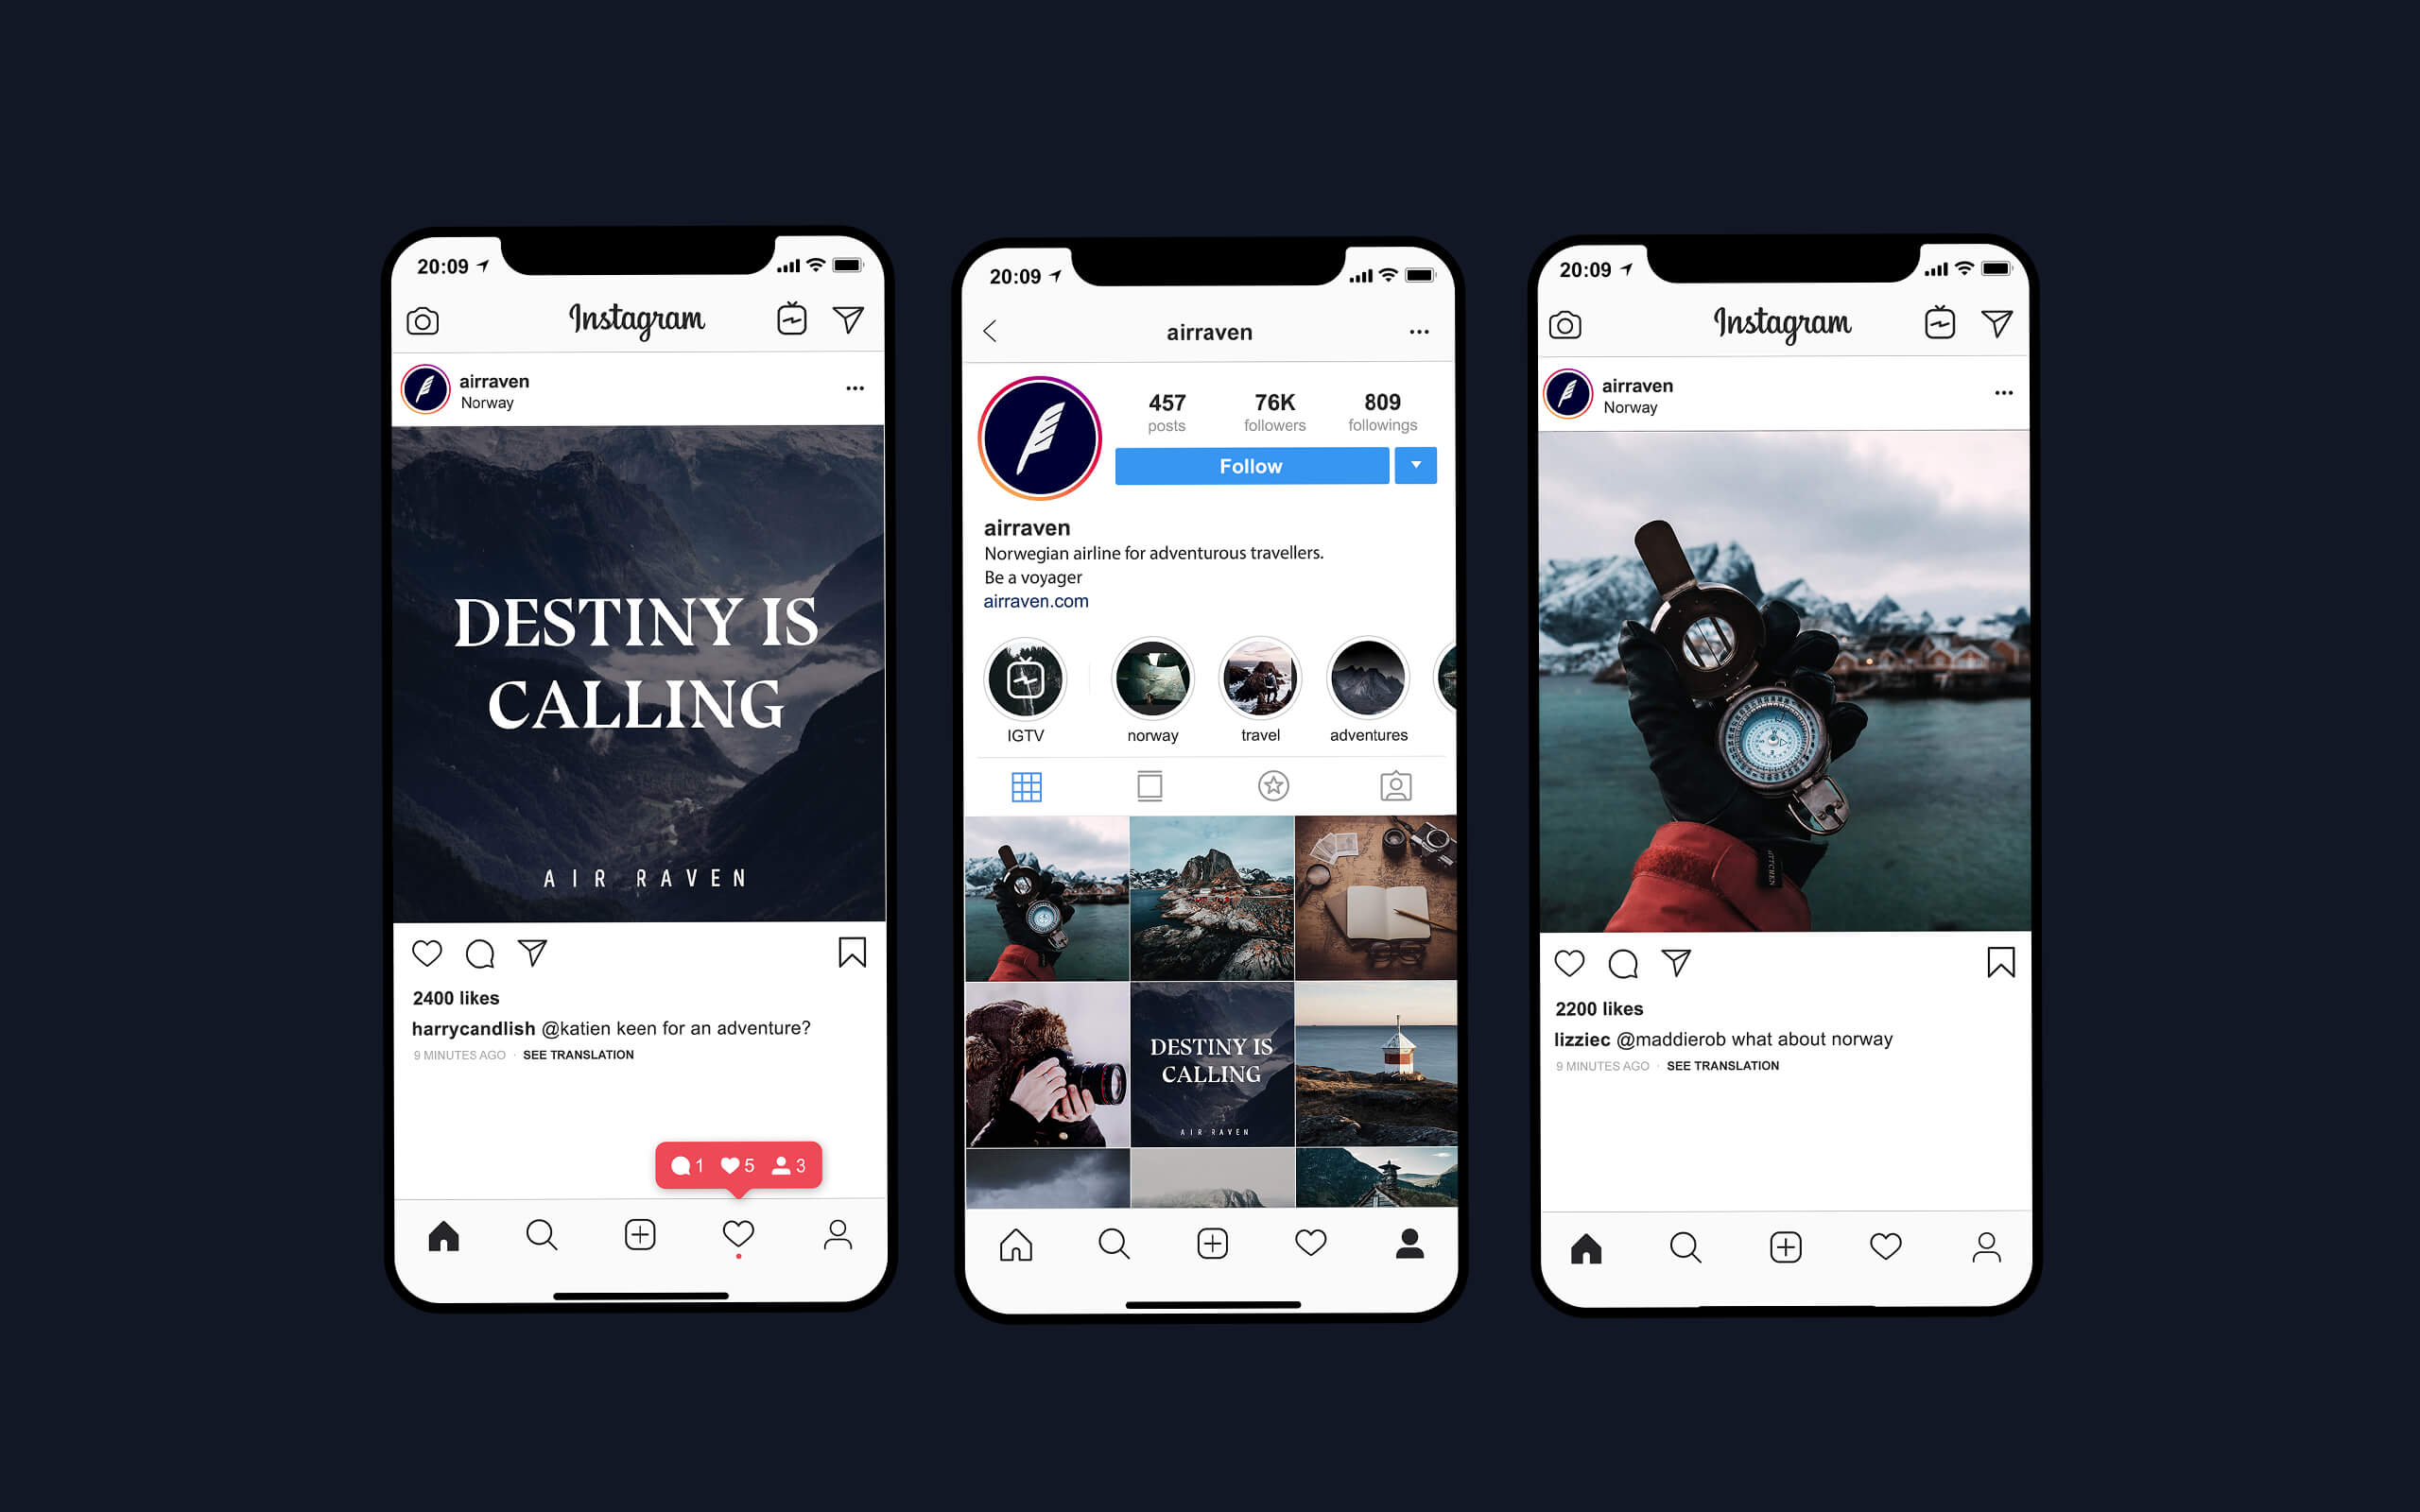 20:09
Instagram
airraven
Norway
DESTINY IS
CALLING
AIR RAVEN
2400 likes
harrycandlish @katien keen for an adventure?
9 MINUTES AGO · SEE TRANSLATION
1 5 3
20:09
airraven
457 76K 809
posts followers followings
Follow
airraven
Norwegian airline for adventurous travellers.
Be a voyager
airraven.com
IGTV norway travel adventures
DESTINY IS
CALLING
AIR RAVEN
20:09
Instagram
airraven
Norway
2200 likes
lizziec @maddierob what about norway
9 MINUTES AGO · SEE TRANSLATION